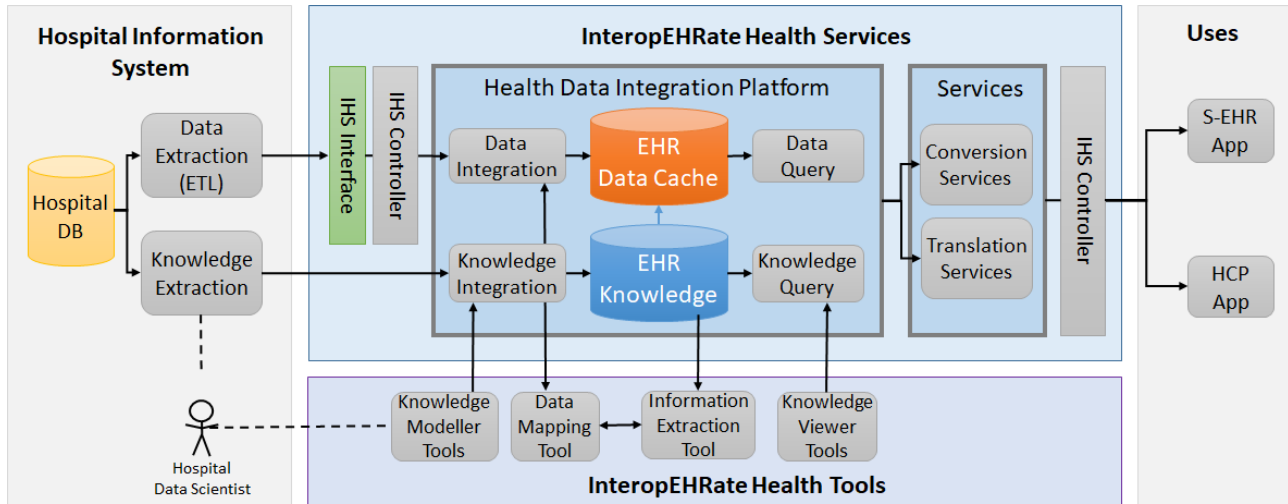 Hospital Information
System
Data
Extraction
(ETL)
Hospital
DB
Knowledge
Extraction
Hospital
Data Scientist
InteropEHRate Health Services
IHS Interface
IHS Controller
Health Data Integration Platform
Data
Integration
EHR
Data Cache
Data
Query
Knowledge
Integration
EHR
Knowledge
Knowledge
Query
Services
Conversion
Services
Translation
Services
IHS Controller
Uses
S-EHR
App
HCP
App
Knowledge
Modeller
Tools
Data
Mapping
Tool
Information
Extraction
Tool
Knowledge
Viewer
Tools
InteropEHRate Health Tools